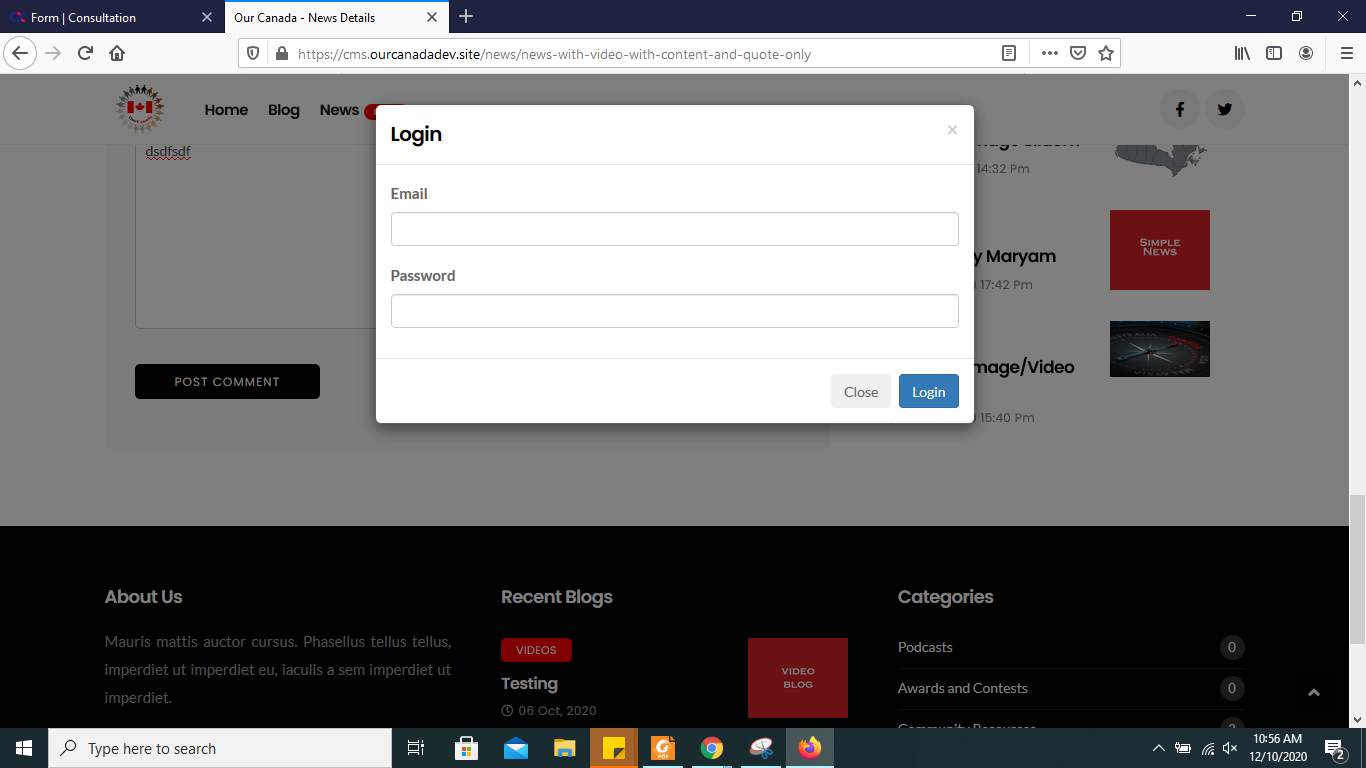 Form | Consultation
Our Canada - News Details
https://cms.ourcanadadev.site/news/news-with-video-with-content-and-quote-only
Home
Blog
News
Login
×
dsdfsdf
14:32 Pm
Email
SIMPLE
NEWS
y Maryam
17:42 Pm
Password
mage/Video
POST COMMENT
Close
Login
15:40 Pm
About Us
Recent Blogs
Categories
Mauris mattis auctor cursus. Phasellus tellus tellus,
imperdiet ut imperdiet eu, iaculis a sem imperdiet ut
imperdiet.
VIDEOS
Testing
06 Oct, 2020
VIDEO
BLOG
Podcasts
0
Awards and Contests
0
Community Resources
Type here to search
PDF
10:56 AM
12/10/2020
2